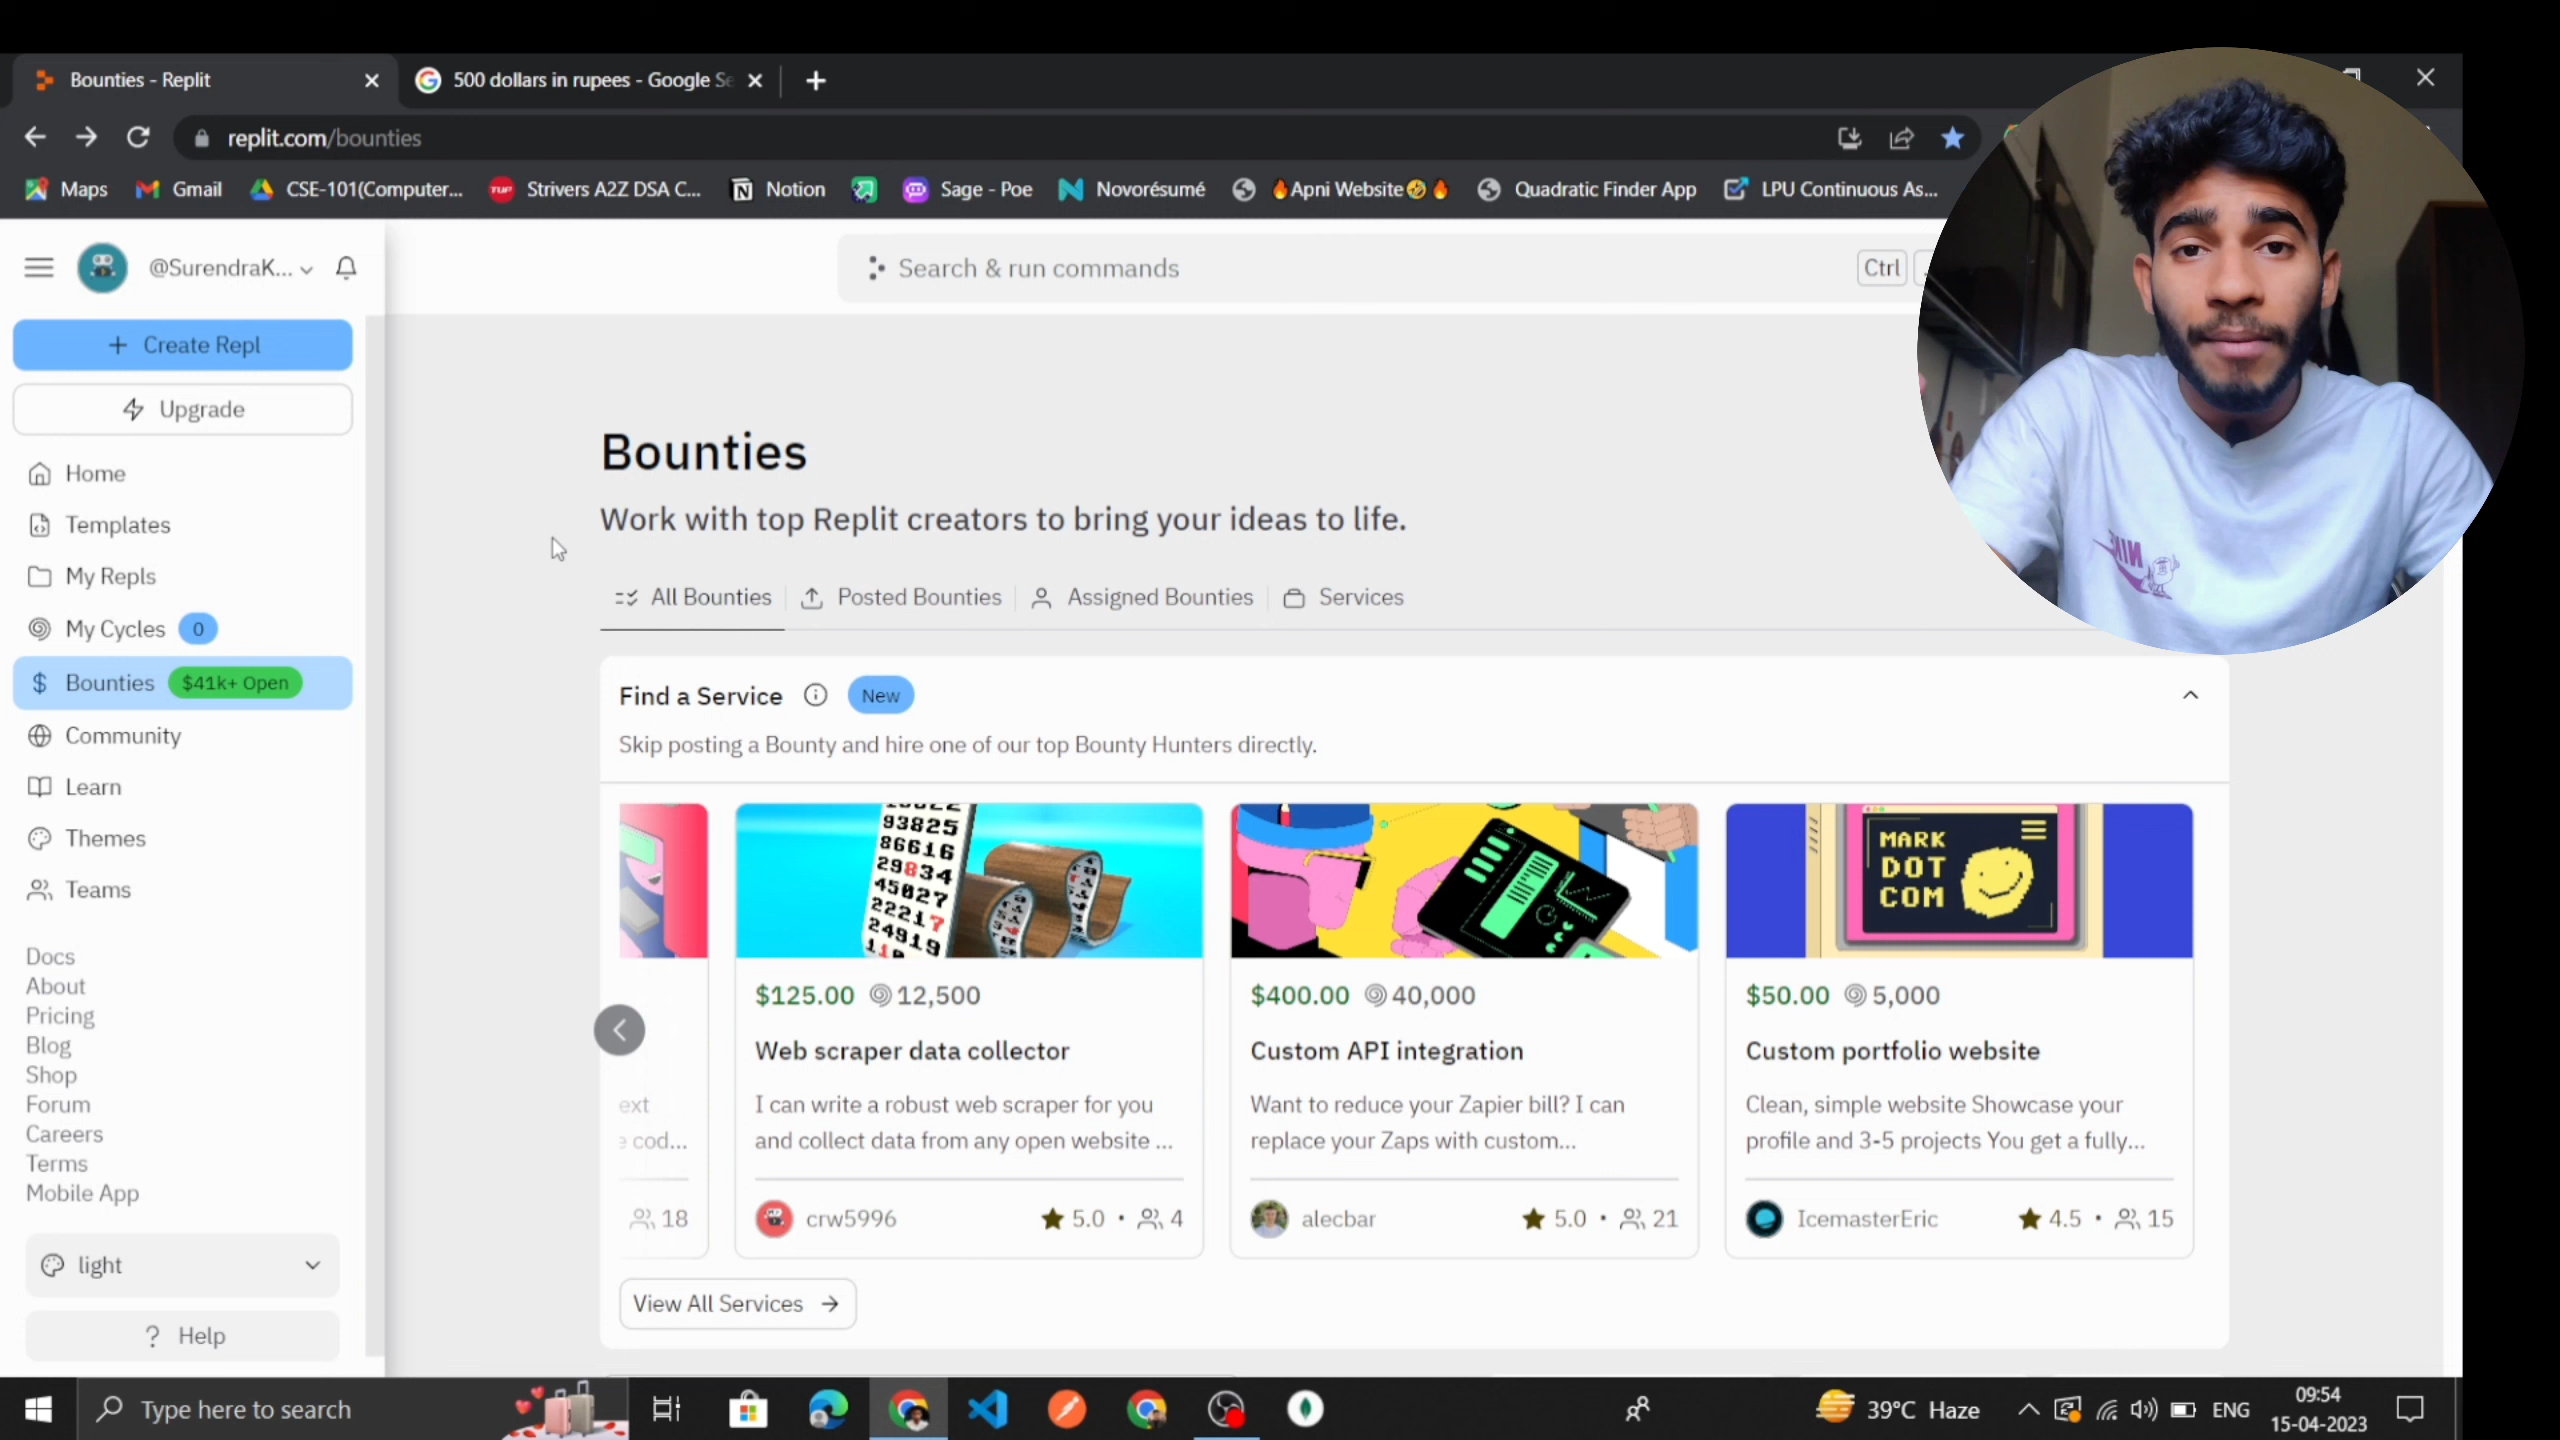 Bounties - Replit
500 dollars in rupees - Google Se
replit.com/bounties
Maps
Gmail
CSE-101(Computer...
Strivers A2Z DSA C...
Notion
Sage - Poe
Novorésumé
🔥Apni Website🤣🔥
Quadratic Finder App
LPU Continuous As...
@SurendraK...
Search & run commands
Ctrl
+ Create Repl
Upgrade
Home
Templates
My Repls
My Cycles 0
Bounties $41k+ Open
Community
Learn
Themes
Teams
Docs
About
Pricing
Blog
Shop
Forum
Careers
Terms
Mobile App
light
? Help
Bounties
Work with top Replit creators to bring your ideas to life.
All Bounties
Posted Bounties
Assigned Bounties
Services
Find a Service
New
Skip posting a Bounty and hire one of our top Bounty Hunters directly.
ext
cod...
18
93825
86616
29834
45027
22217
24919
$125.00 12,500
Web scraper data collector
I can write a robust web scraper for you
and collect data from any open website ...
crw5996
5.0 • 4
$400.00 40,000
Custom API integration
Want to reduce your Zapier bill? I can
replace your Zaps with custom...
alecbar
5.0 • 21
MARK
DOT
COM
$50.00 5,000
Custom portfolio website
Clean, simple website Showcase your
profile and 3-5 projects You get a fully...
IcemasterEric
4.5 • 15
View All Services →
NIKE
Type here to search
39°C Haze
ENG
09:54
15-04-2023